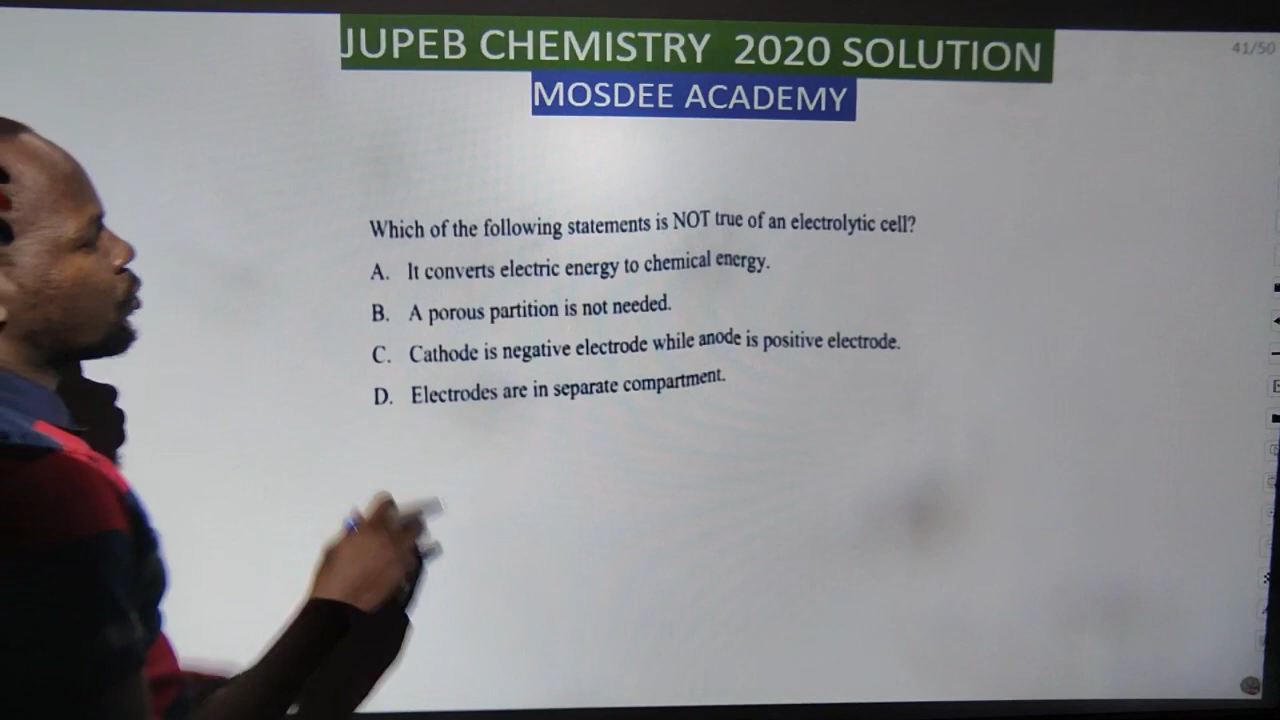 JUPEB CHEMISTRY 2020 SOLUTION
41/50
MOSDEE ACADEMY
Which of the following statements is NOT true of an electrolytic cell?
A. It converts electric energy to chemical energy.
B. A porous partition is not needed.
C. Cathode is negative electrode while anode is positive electrode.
D. Electrodes are in separate compartment.